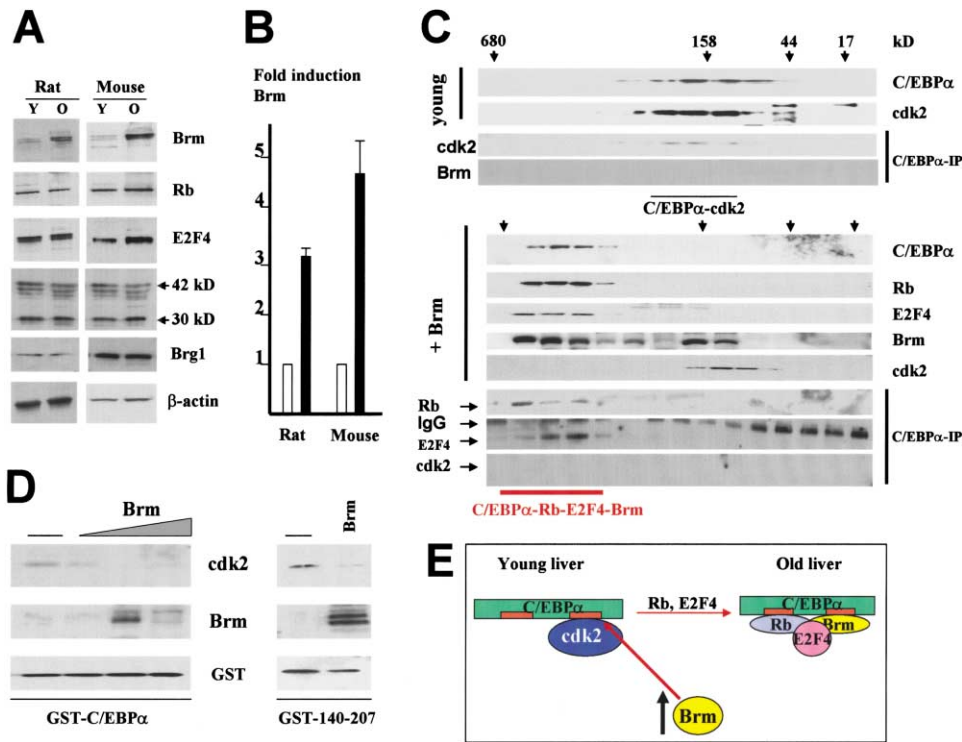 A
Rat Mouse
Y O Y O
Brm
Rb
E2F4
42 kD
30 kD
Brg1
β-actin
B
Fold induction
Brm
5
4
3
2
1
Rat Mouse
C
680 158 44 17 kD
young
C/EBPα
cdk2
cdk2
Brm
C/EBPα-IP
C/EBPα-cdk2
+ Brm
C/EBPα
Rb
E2F4
Brm
cdk2
Rb
IgG
E2F4
cdk2
C/EBPα-IP
C/EBPα-Rb-E2F4-Brm
D
Brm
Brm
cdk2
Brm
GST
GST-C/EBPα
GST-140-207
E
Young liver
Old liver
C/EBPα
cdk2
Rb, E2F4
C/EBPα
Rb
Brm
E2F4
Brm